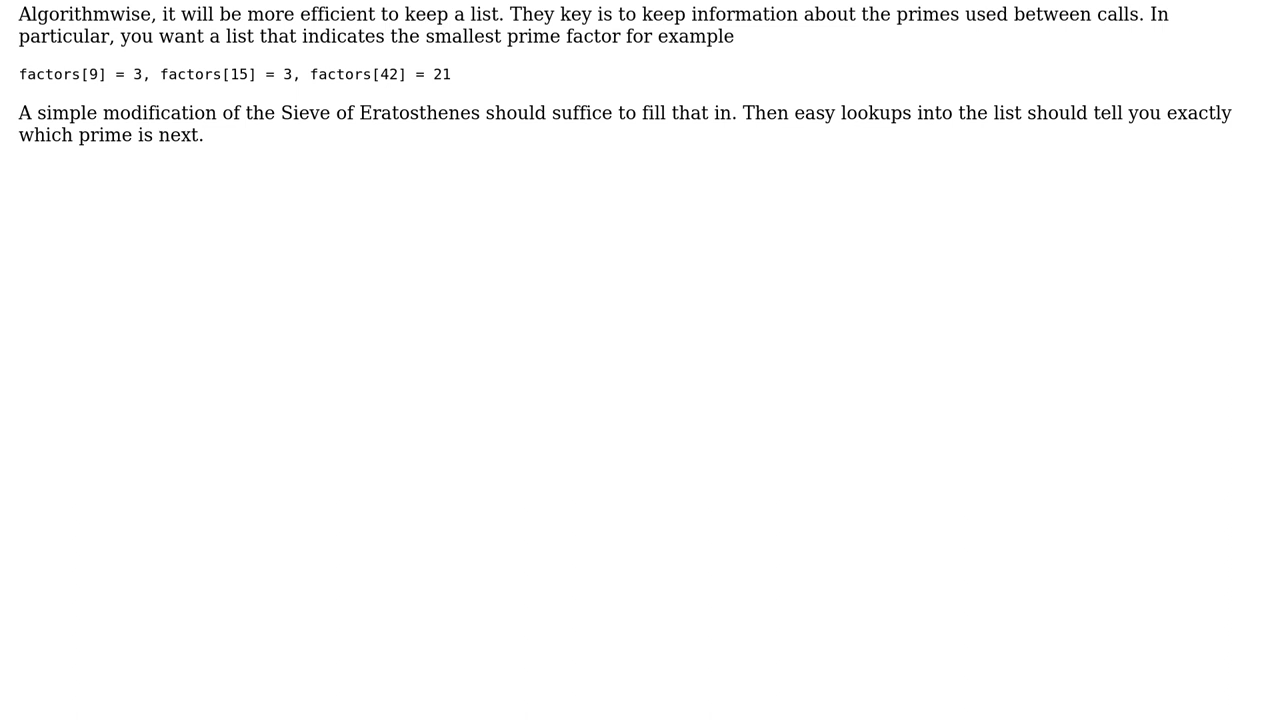 Algorithmwise, it will be more efficient to keep a list. They key is to keep information about the primes used between calls. In
particular, you want a list that indicates the smallest prime factor for example
factors[9] = 3, factors[15] = 3, factors[42] = 21
A simple modification of the Sieve of Eratosthenes should suffice to fill that in. Then easy lookups into the list should tell you exactly
which prime is next.